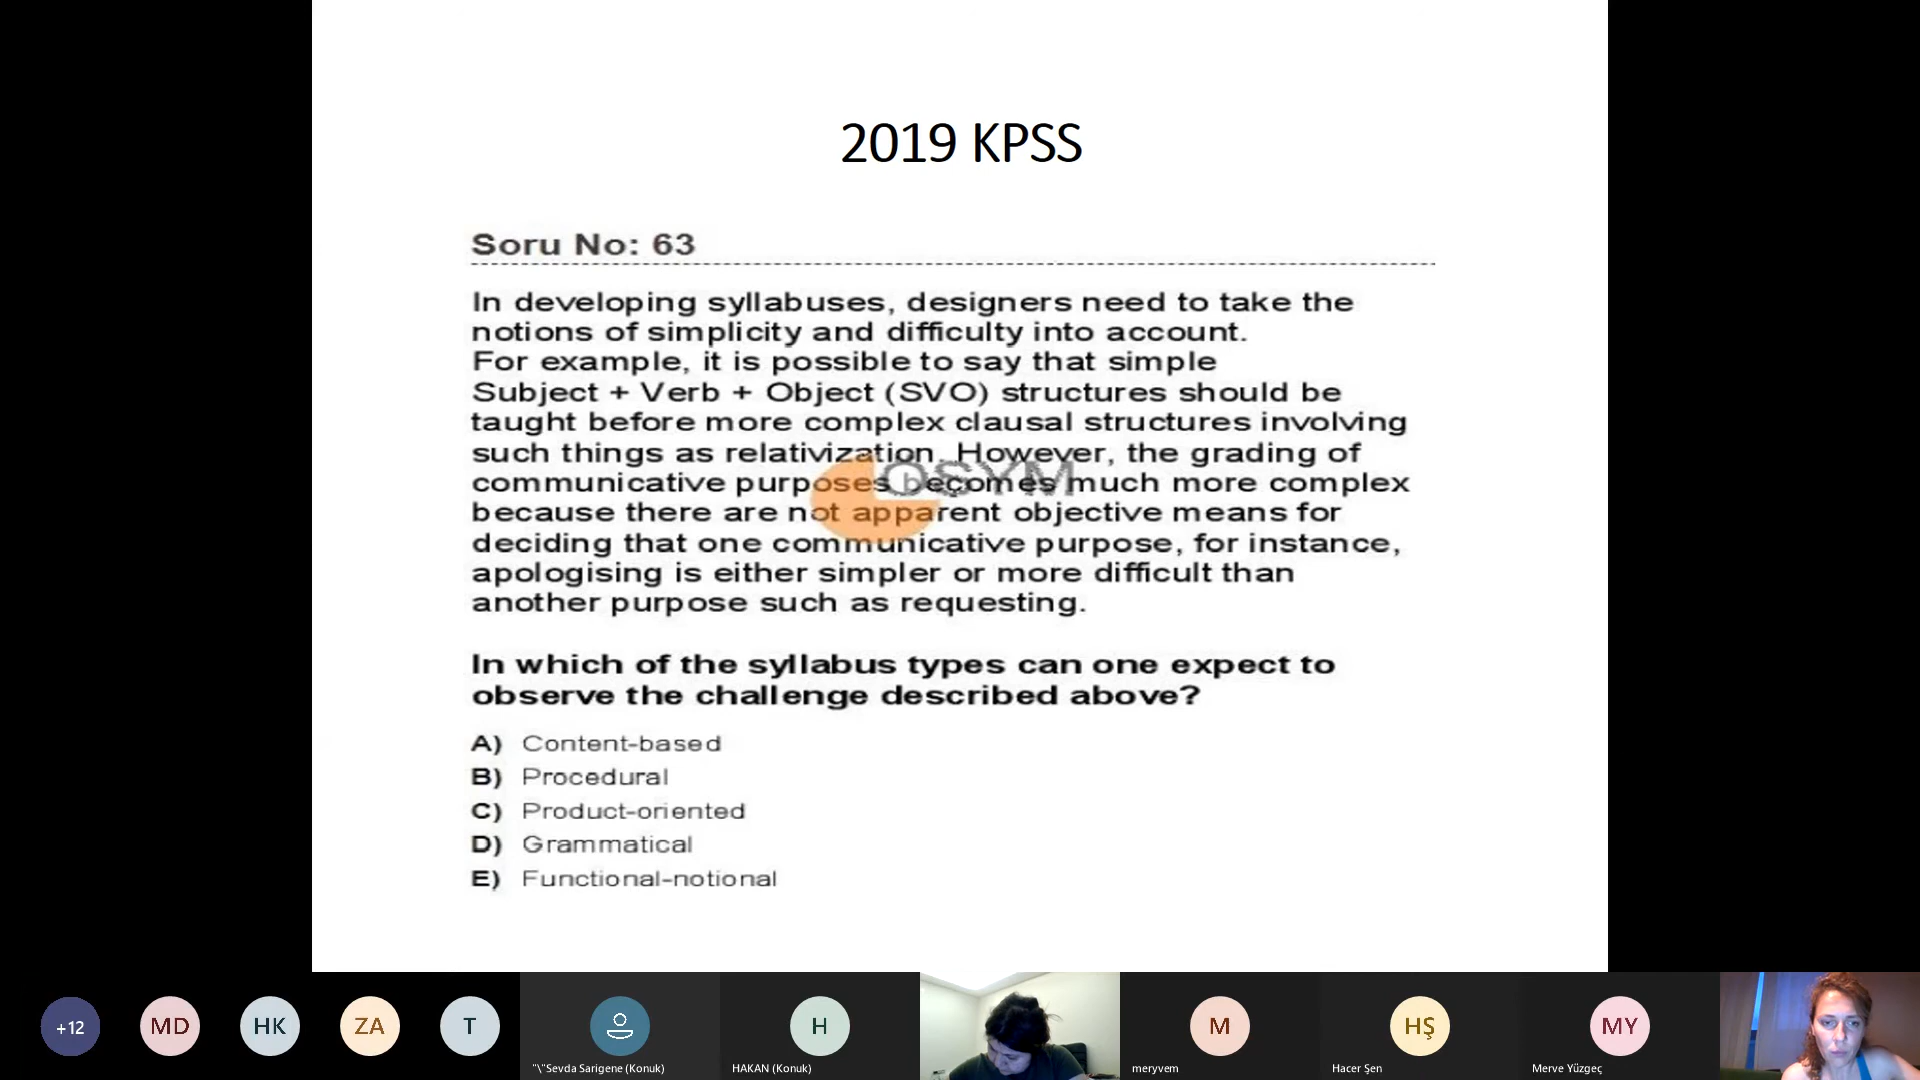 2019 KPSS
Soru No: 63
In developing syllabuses, designers need to take the
notions of simplicity and difficulty into account.
For example, it is possible to say that simple
Subject + Verb + Object (SVO) structures should be
taught before more complex clausal structures involving
such things as relativization. However, the grading of
communicative purposes becomes much more complex
because there are not apparent objective means for
deciding that one communicative purpose, for instance,
apologising is either simpler or more difficult than
another purpose such as requesting.
ÖSYM
In which of the syllabus types can one expect to
observe the challenge described above?
A) Content-based
B) Procedural
C) Product-oriented
D) Grammatical
E) Functional-notional
+12 MD HK ZA T H M HŞ MY
"\"Sevda Sarigene (Konuk) HAKAN (Konuk) meryvem Hacer Şen Merve Yüzgeç